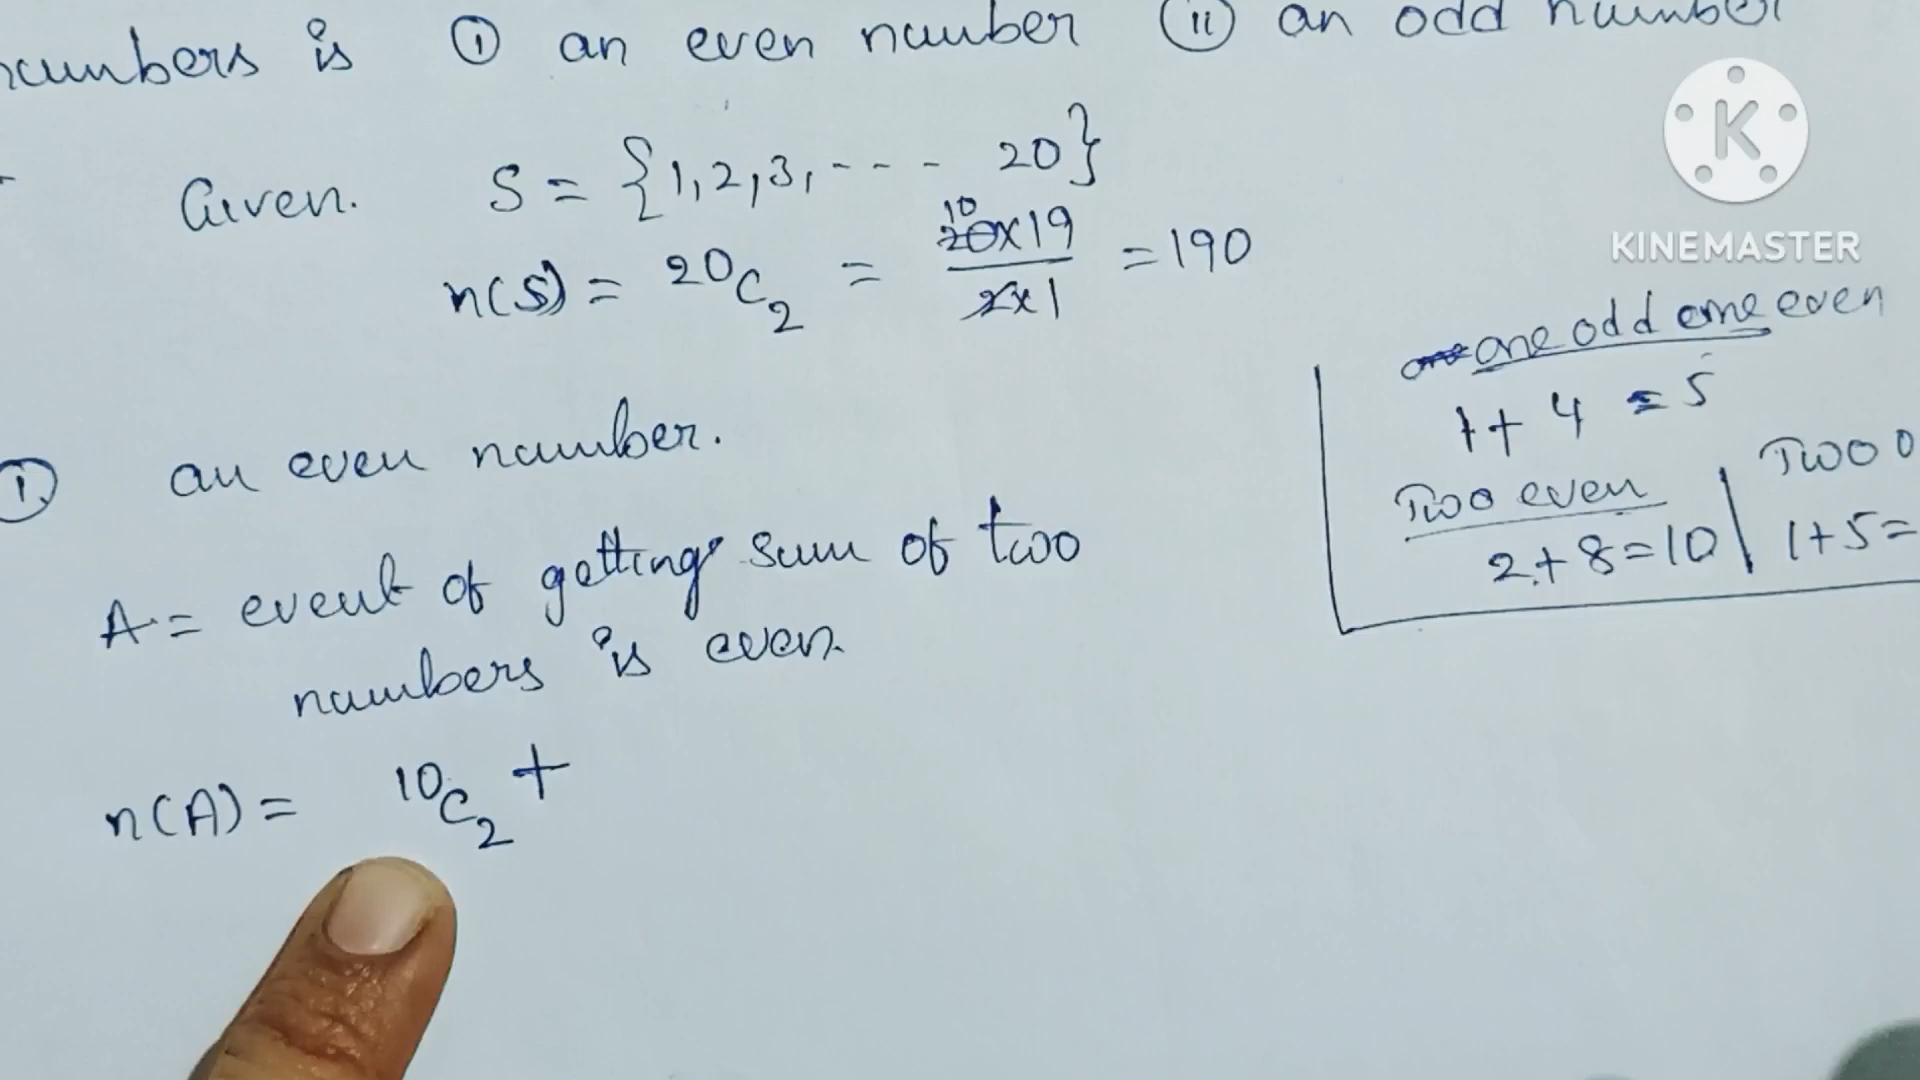 numbers is ① an even number ⑪ an odd number
Given. S = {1, 2, 3, - - - - 20}
n(S) = 20C2 = 10 20×19 / 2×1 = 190
① an even number.
A = event of getting sum of two
numbers is even.
n(A) = 10C2 +
one odd one even
1 + 4 = 5
Two even
2 + 8 = 10
Two o
1 + 5 =
K
KINEMASTER